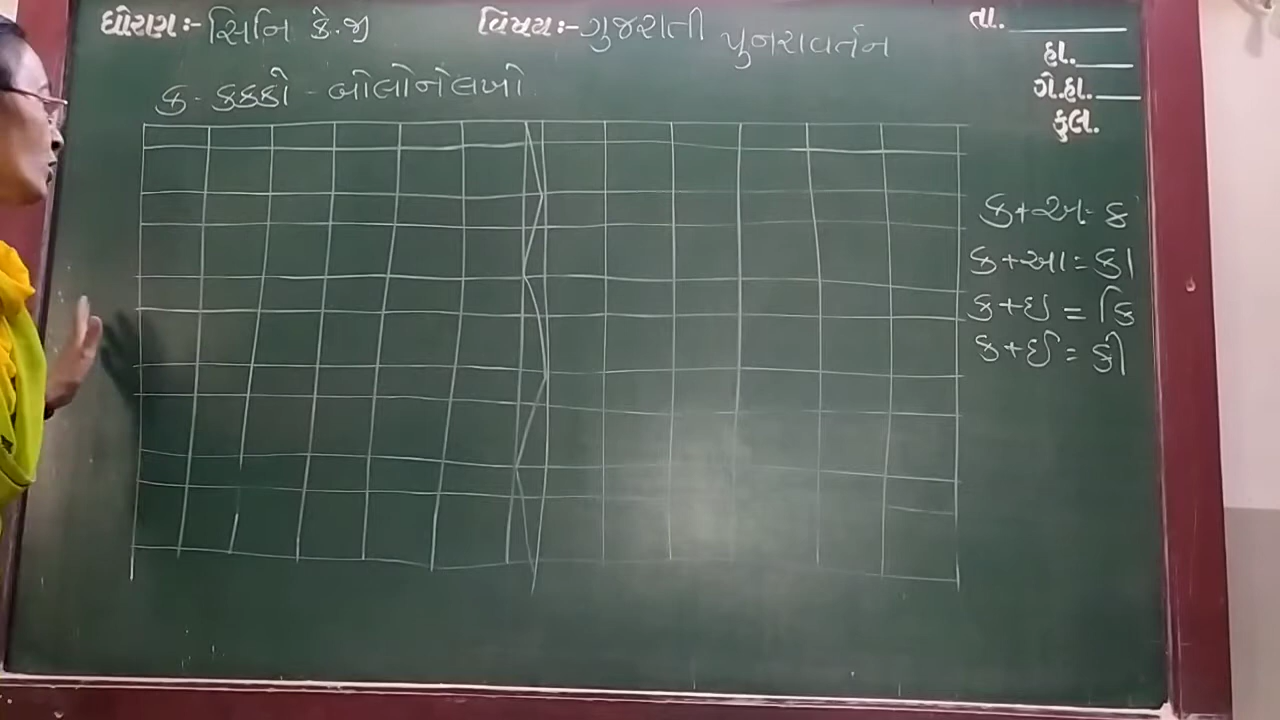 ધોરણઃ- સિનિ કે.જી વિષયઃ- ગુજરાતી પુનરાવર્તન
તા.
હા.
ગે.હા.
કુલ.
ક - કક્કો - બોલોને લખો
ક+અ= ક
ક+આ= કા
ક+ઇ = કિ
ક+ઈ= કી